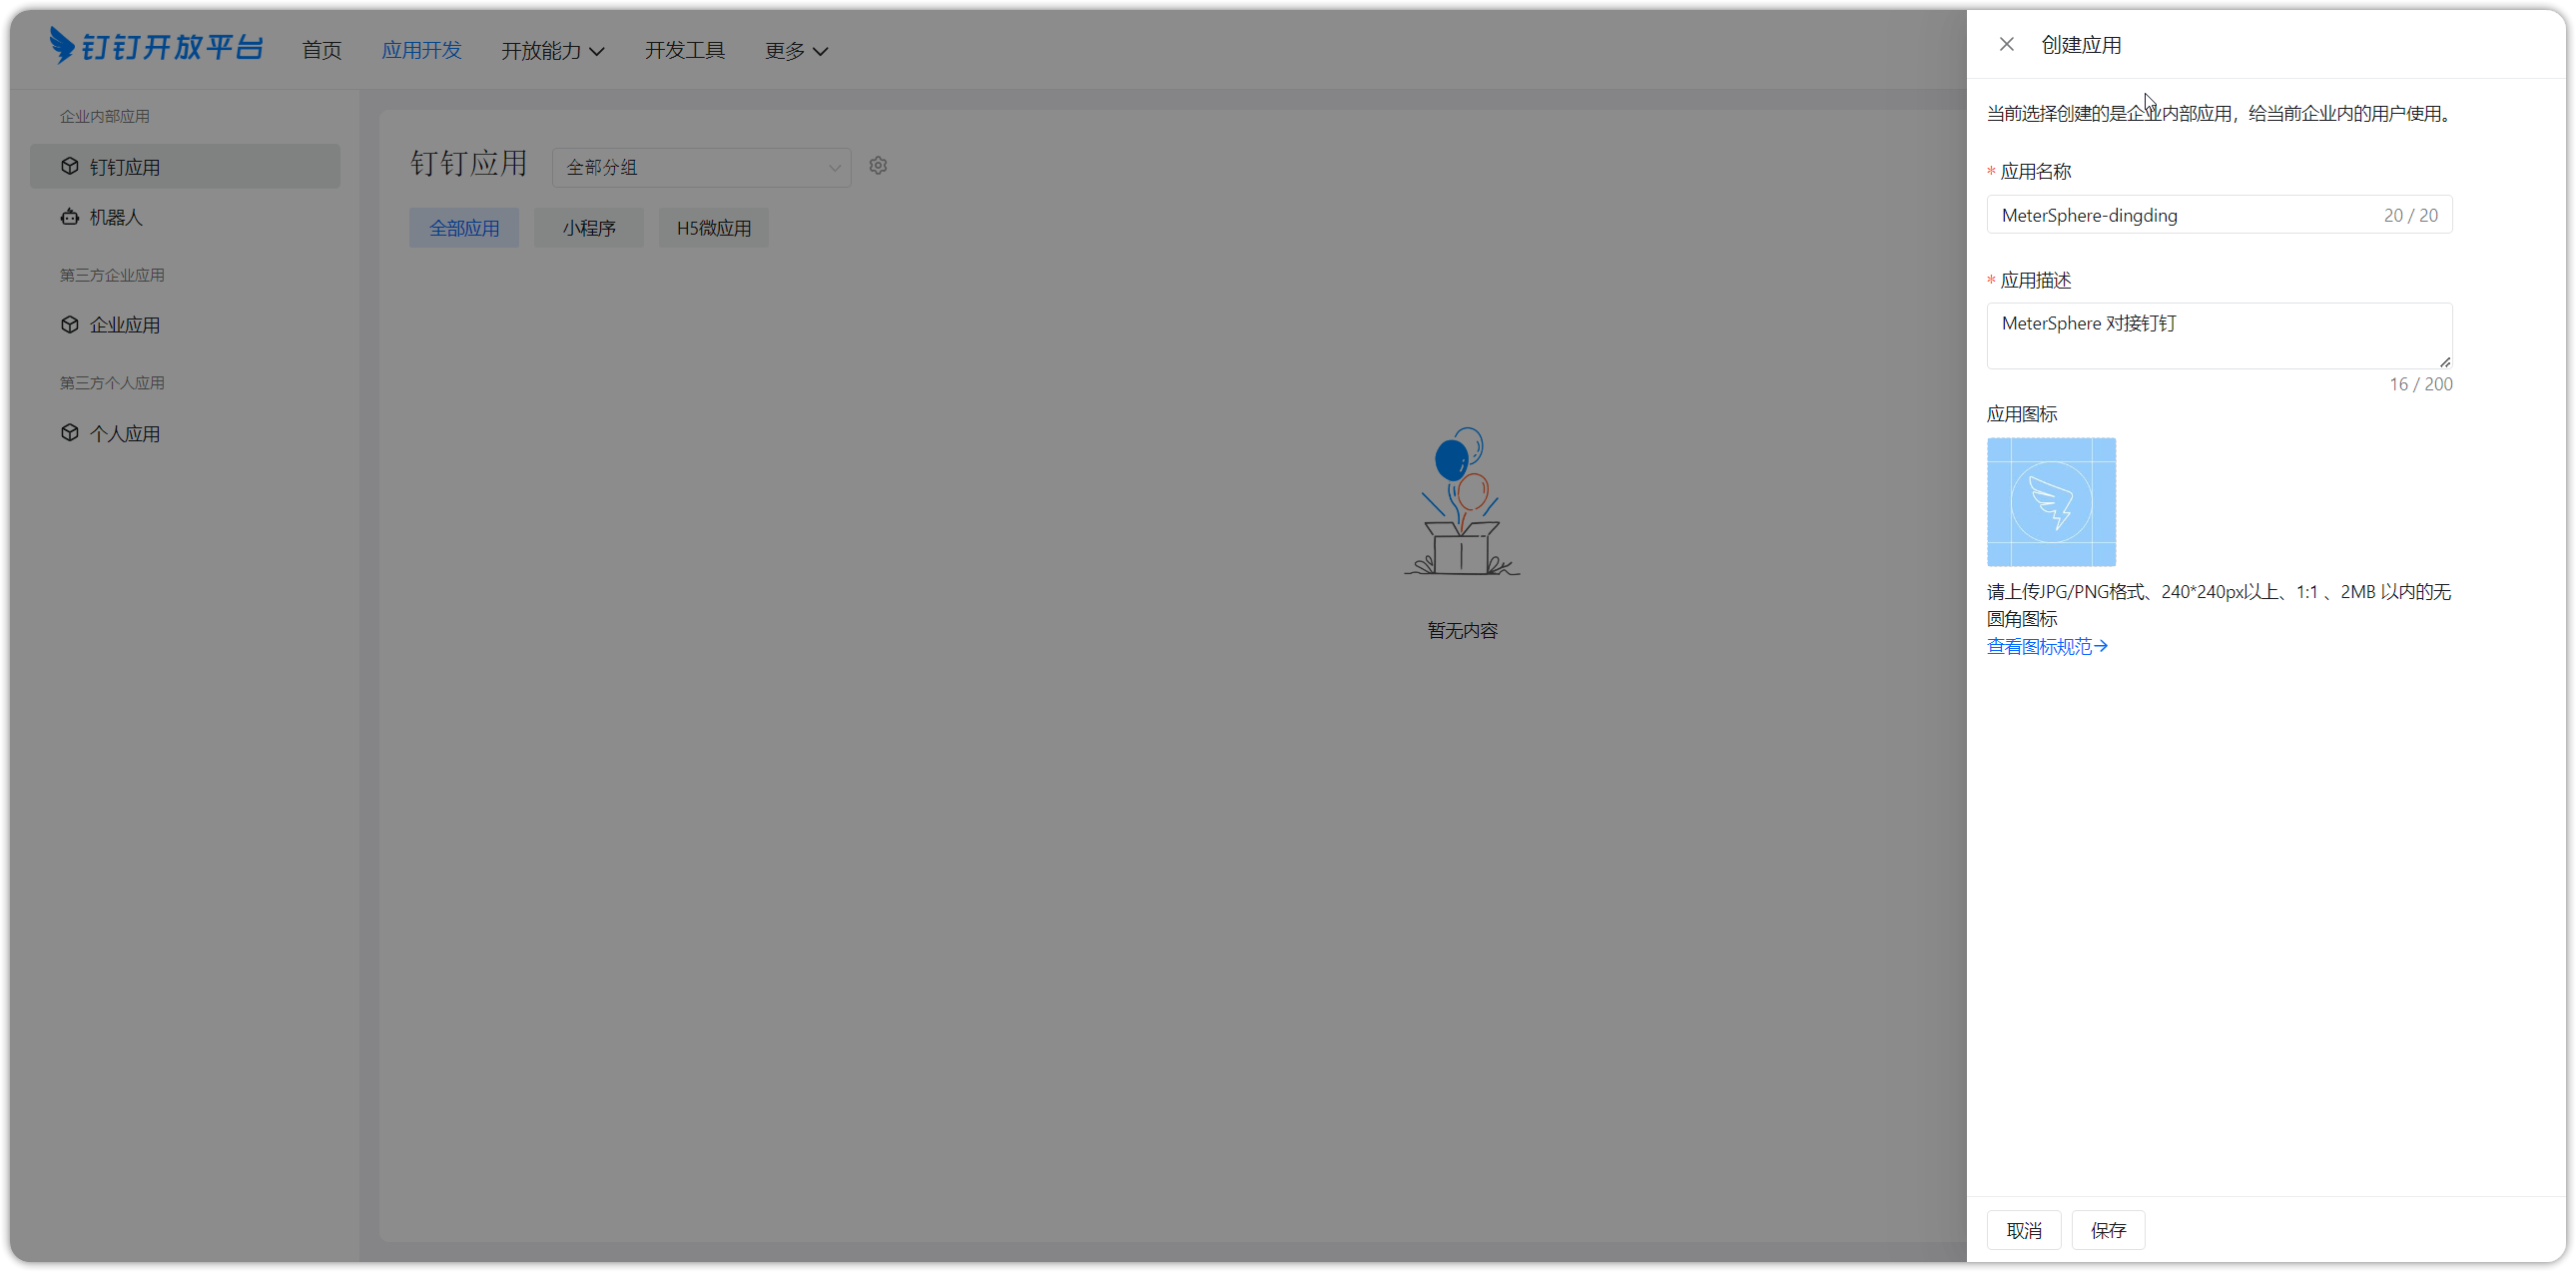 钉钉开放平台 首页 应用开发 开放能力 开发工具 更多
企业内部应用
钉钉应用
机器人
第三方企业应用
企业应用
第三方个人应用
个人应用
钉钉应用 全部分组
全部应用 小程序 H5微应用
暂无内容
创建应用
当前选择创建的是企业内部应用，给当前企业内的用户使用。
* 应用名称
MeterSphere-dingding 20 / 20
* 应用描述
MeterSphere 对接钉钉
16 / 200
应用图标
请上传JPG/PNG格式、240*240px以上、1:1 、2MB 以内的无
圆角图标
查看图标规范→
取消 保存